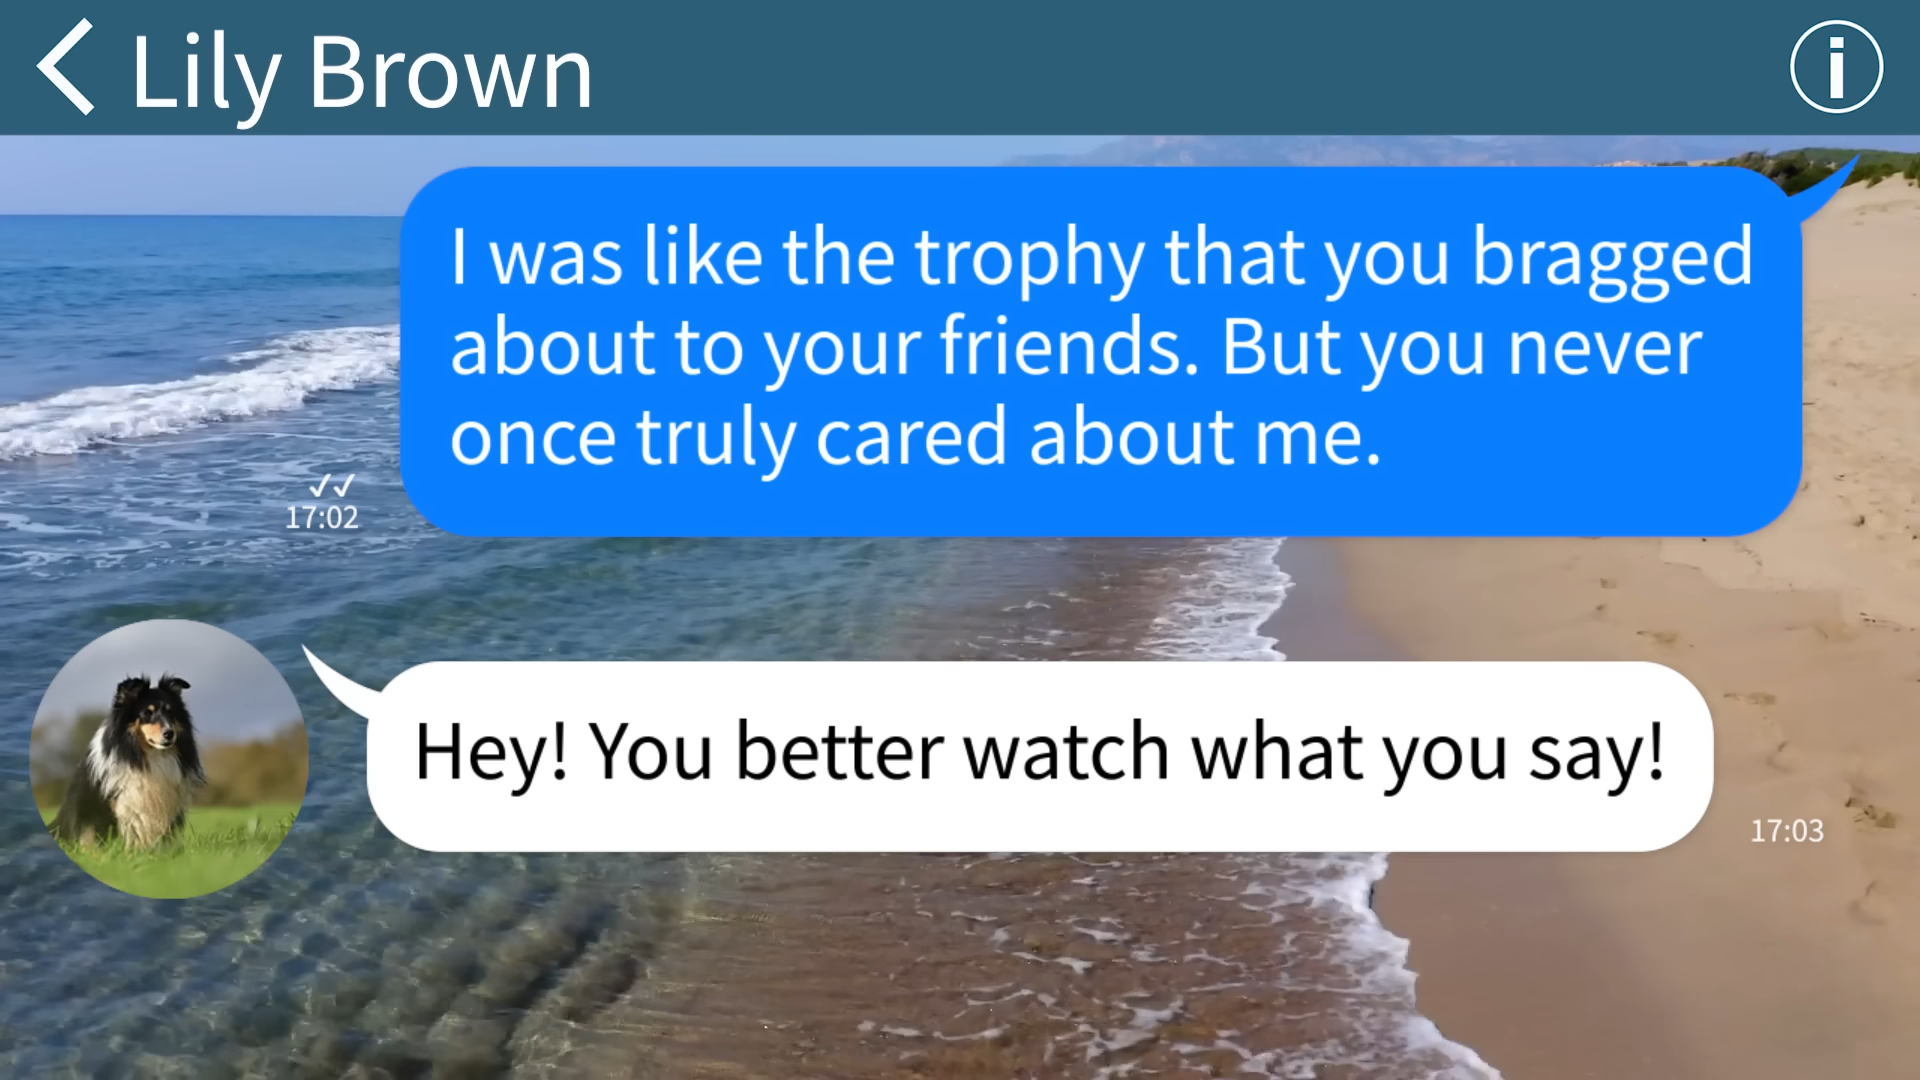 Lily Brown
I was like the trophy that you bragged
about to your friends. But you never
once truly cared about me.
17:02
Hey! You better watch what you say!
17:03